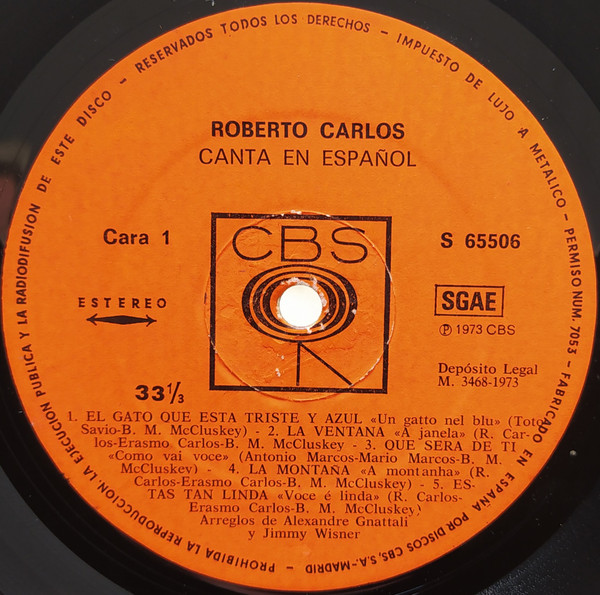 RESERVADOS TODOS LOS DERECHOS - IMPUESTO DE LUJO A METALICO - PERMISO NUM. 7053 - FABRICADO EN ESPAÑA POR DISCOS CBS, S.A.-MADRID - PROHIBIDA LA REPRODUCCION, LA EJECUCION PUBLICA Y LA RADIODIFUSION DE ESTE DISCO -
ROBERTO CARLOS
CANTA EN ESPAÑOL
Cara 1
CBS
S 65506
ESTEREO
SGAE
Ⓟ 1973 CBS
Depósito Legal
M. 3468-1973
33⅓
1. EL GATO QUE ESTA TRISTE Y AZUL «Un gatto nel blu» (Toto
Savio-B. M. McCluskey) - 2. LA VENTANA «A janela» (R. Car-
los-Erasmo Carlos-B. M. McCluskey - 3. QUE SERA DE TI
«Como vai voce» (Antonio Marcos-Mario Marcos-B. M.
McCluskey) - 4. LA MONTAÑA «A montanha» (R.
Carlos-Erasmo Carlos-B. M. McCluskey) - 5. ES-
TAS TAN LINDA «Voce é linda» (R. Carlos-
Erasmo Carlos-B. M. McCluskey)
Arreglos de Alexandre Gnattali
y Jimmy Wisner